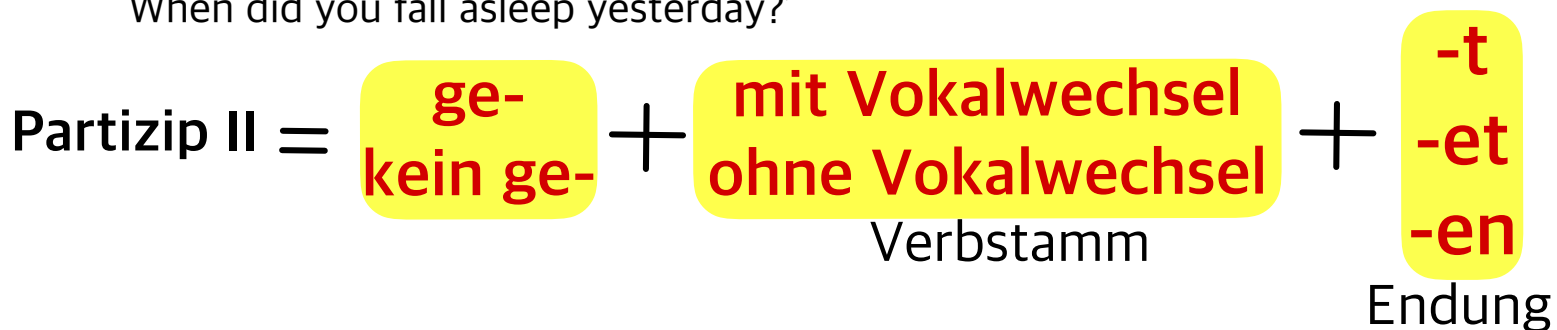 When did you fall asleep yesterday?
Partizip II = ge- kein ge- + mit Vokalwechsel ohne Vokalwechsel + -t -et -en
Verbstamm
Endung